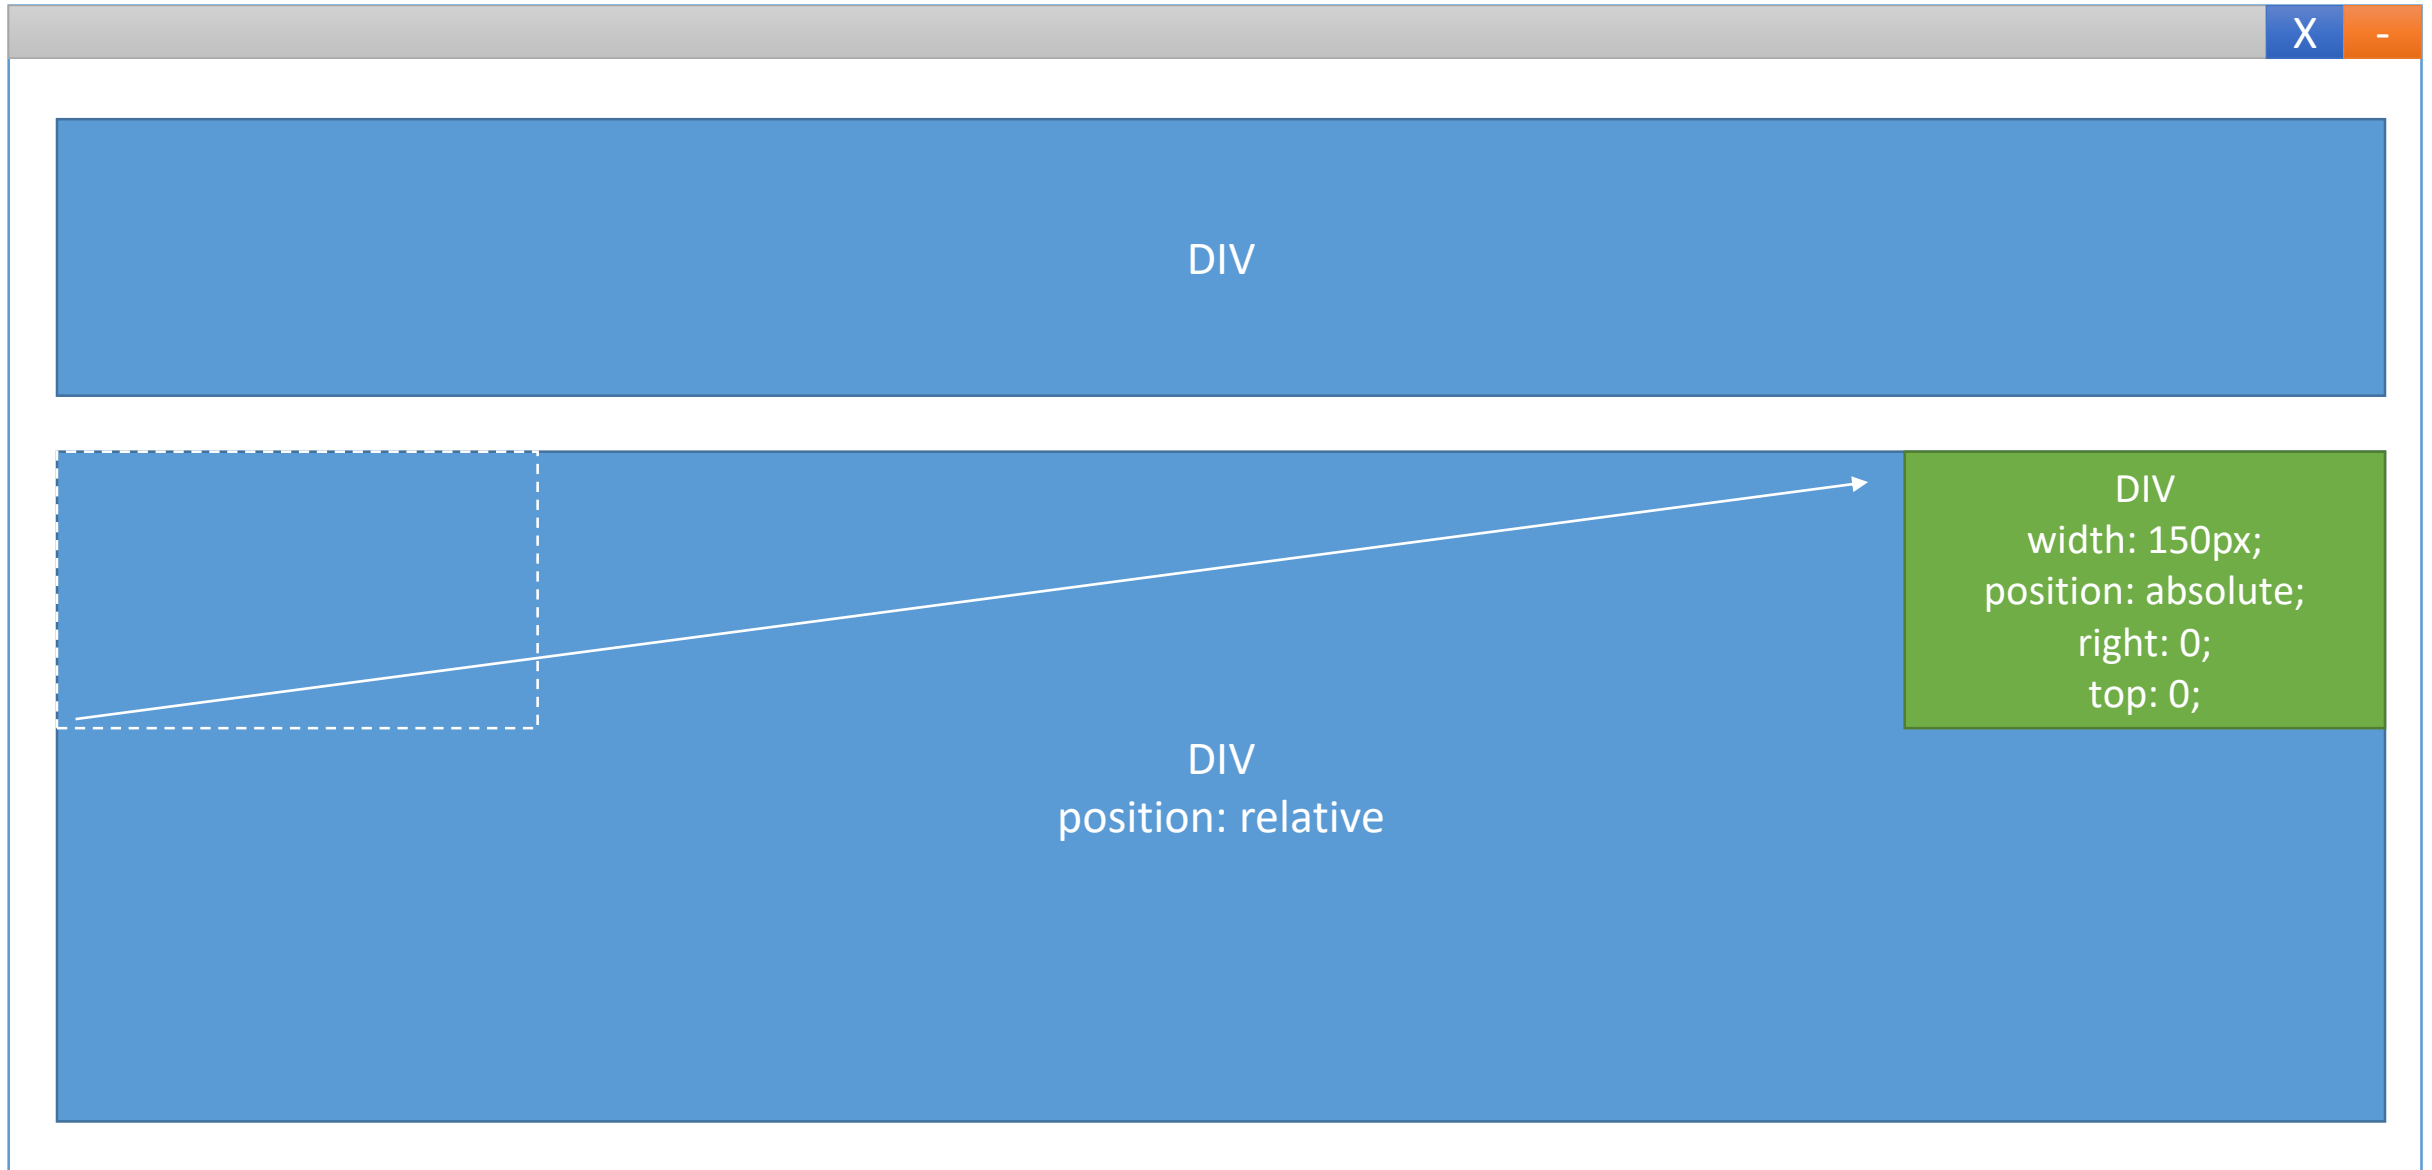 X
-
DIV
DIV
width: 150px;
position: absolute;
right: 0;
top: 0;
DIV
position: relative